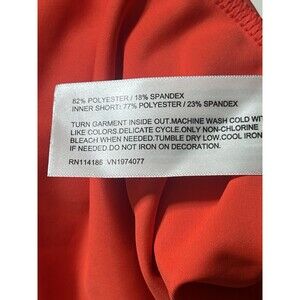 82% POLYESTER / 18% SPANDEX
INNER SHORT: 77% POLYESTER / 23% SPANDEX
TURN GARMENT INSIDE OUT.MACHINE WASH COLD WIT
LIKE COLORS.DELICATE CYCLE.ONLY NON-CHLORINE
BLEACH WHEN NEEDED.TUMBLE DRY LOW.COOL IRON
IF NEEDED.DO NOT IRON ON DECORATION.
RN114186 VN1974077